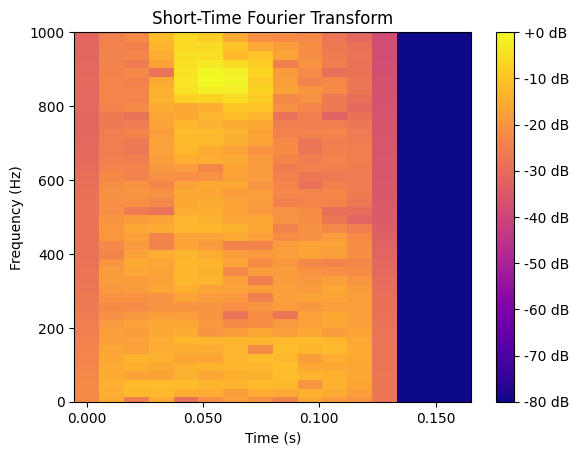 Short-Time Fourier Transform
1000
800
600
400
200
0
Frequency (Hz)
0.000
0.050
0.100
0.150
Time (s)
+0 dB
-10 dB
-20 dB
-30 dB
-40 dB
-50 dB
-60 dB
-70 dB
-80 dB